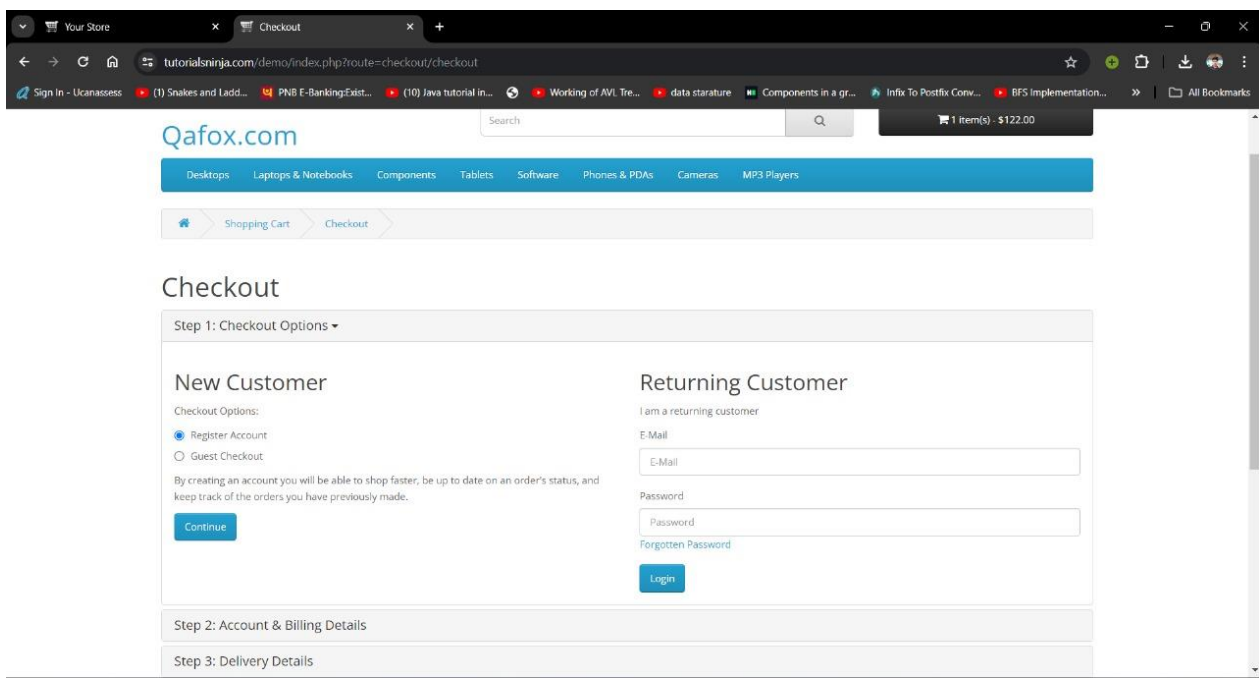 Your Store
Checkout
tutorialsninja.com/demo/index.php?route=checkout/checkout
Sign In - Ucanassess (1) Snakes and Ladd... PNB E-Banking:Exist... (10) Java tutorial in... Working of AVL Tre... data starature Components in a gr... Infix To Postfix Conv... BFS Implementation... » All Bookmarks
Qafox.com
Search
1 item(s) - $122.00
Desktops Laptops & Notebooks Components Tablets Software Phones & PDAs Cameras MP3 Players
Shopping Cart Checkout
Checkout
Step 1: Checkout Options
New Customer
Checkout Options:
Register Account
Guest Checkout
By creating an account you will be able to shop faster, be up to date on an order's status, and
keep track of the orders you have previously made.
Continue
Returning Customer
I am a returning customer
E-Mail
E-Mail
Password
Password
Forgotten Password
Login
Step 2: Account & Billing Details
Step 3: Delivery Details